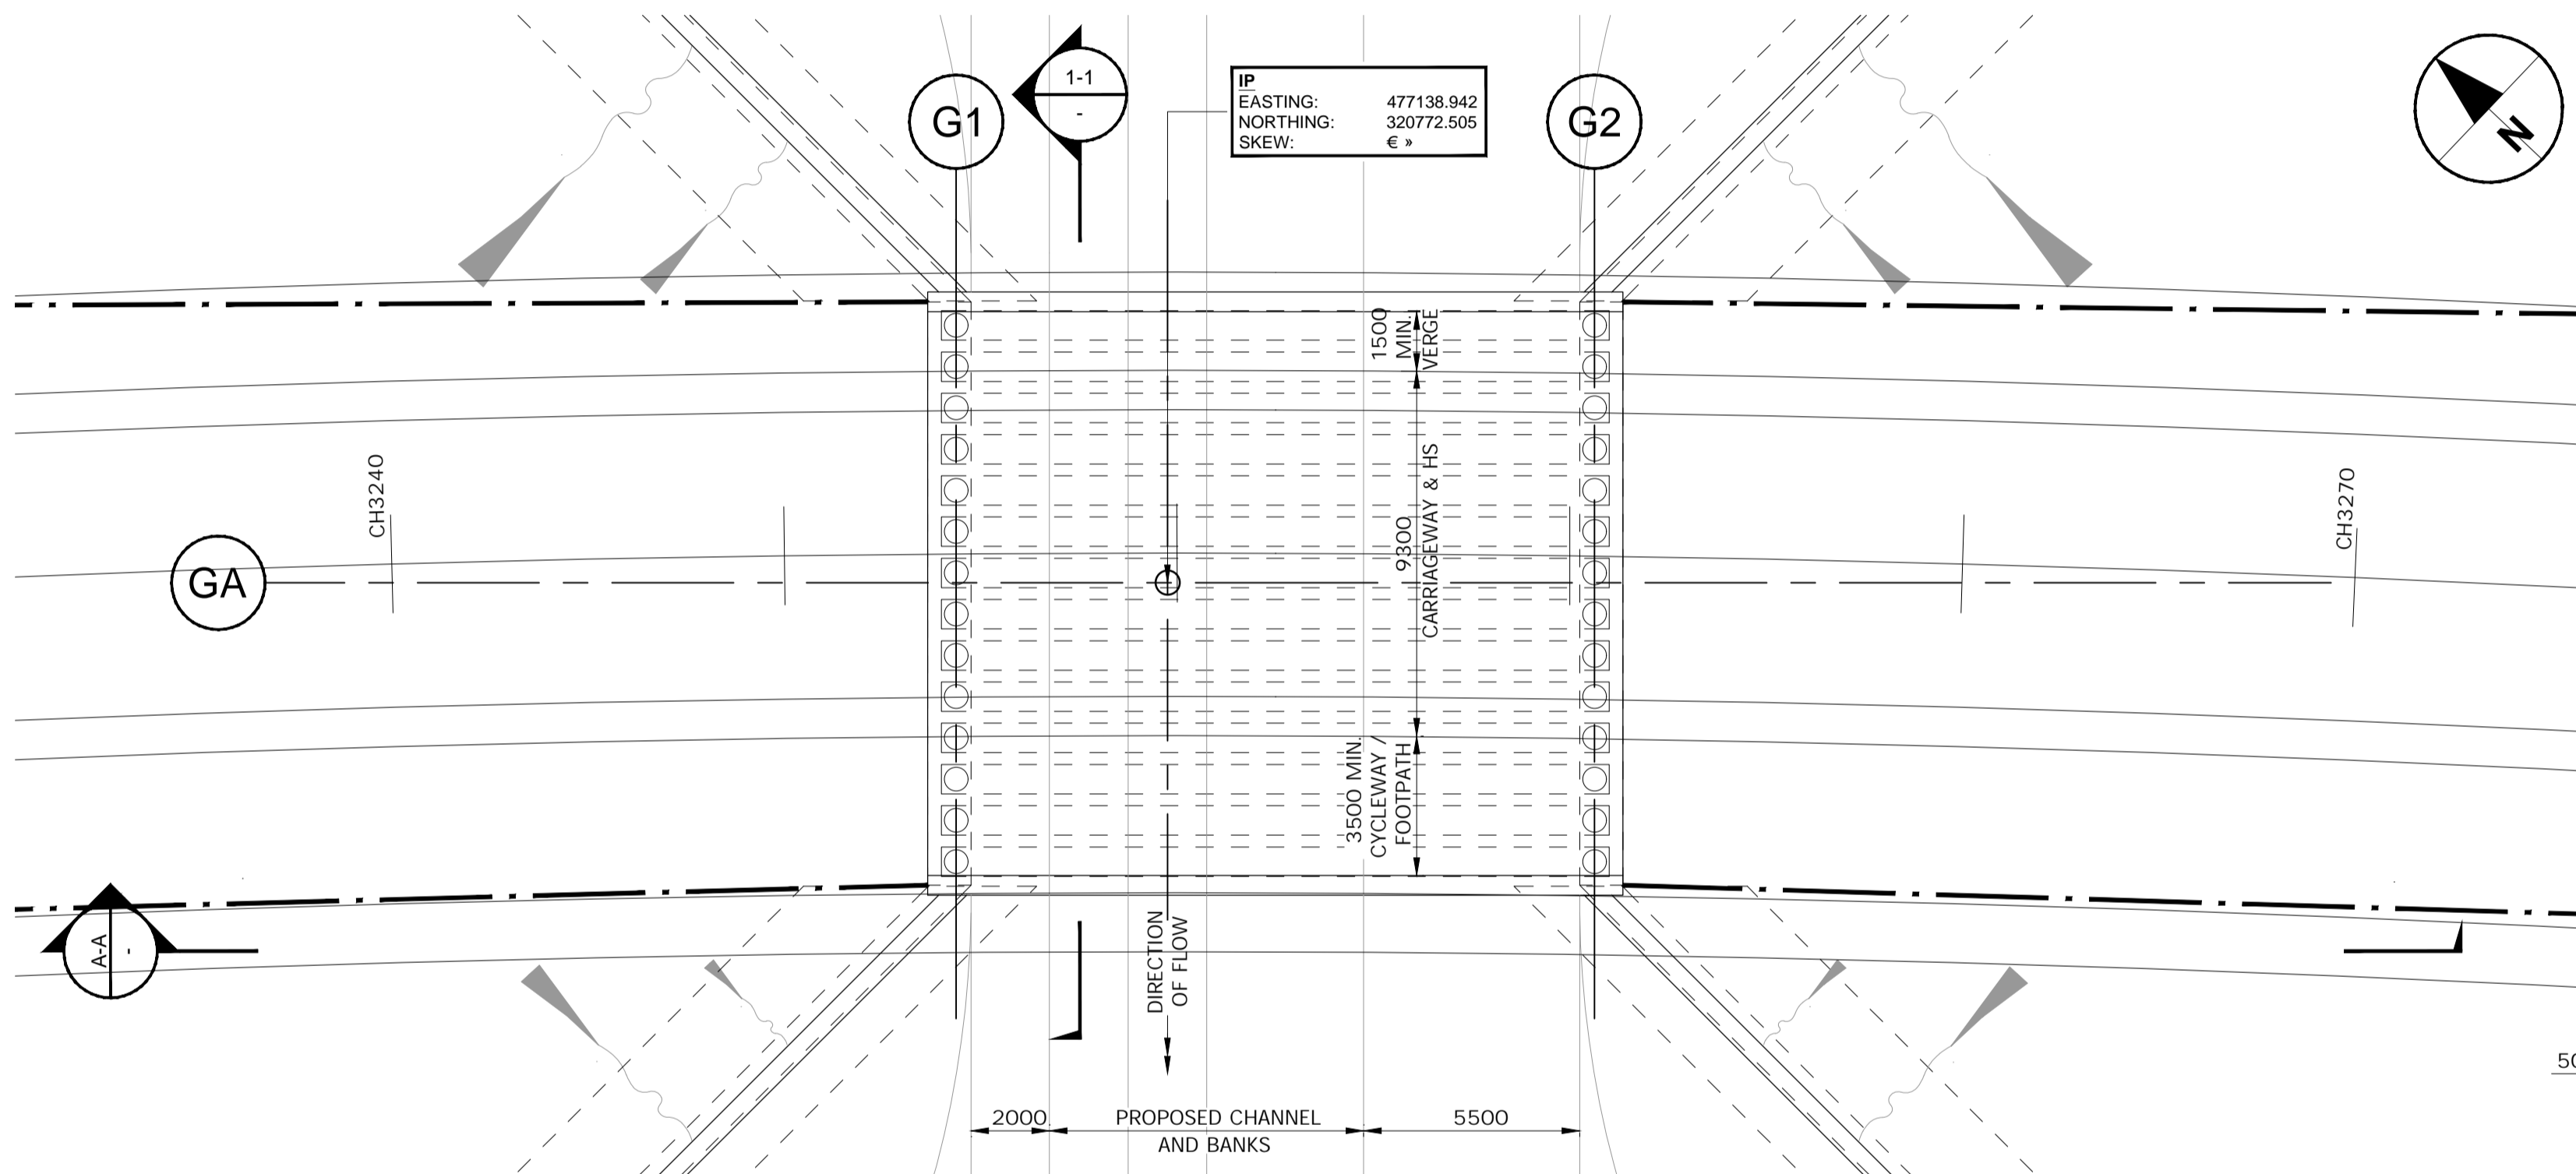 G1
1-1
-
IP
EASTING: 477138.942
NORTHING: 320772.505
SKEW: € »
G2
N
1500
MIN.
VERGE
CH3240
9300
CARRIAGEWAY & HS
CH3270
GA
3500 MIN.
CYCLEWAY /
FOOTPATH
A-A
-
DIRECTION
OF FLOW
2000
PROPOSED CHANNEL
AND BANKS
5500